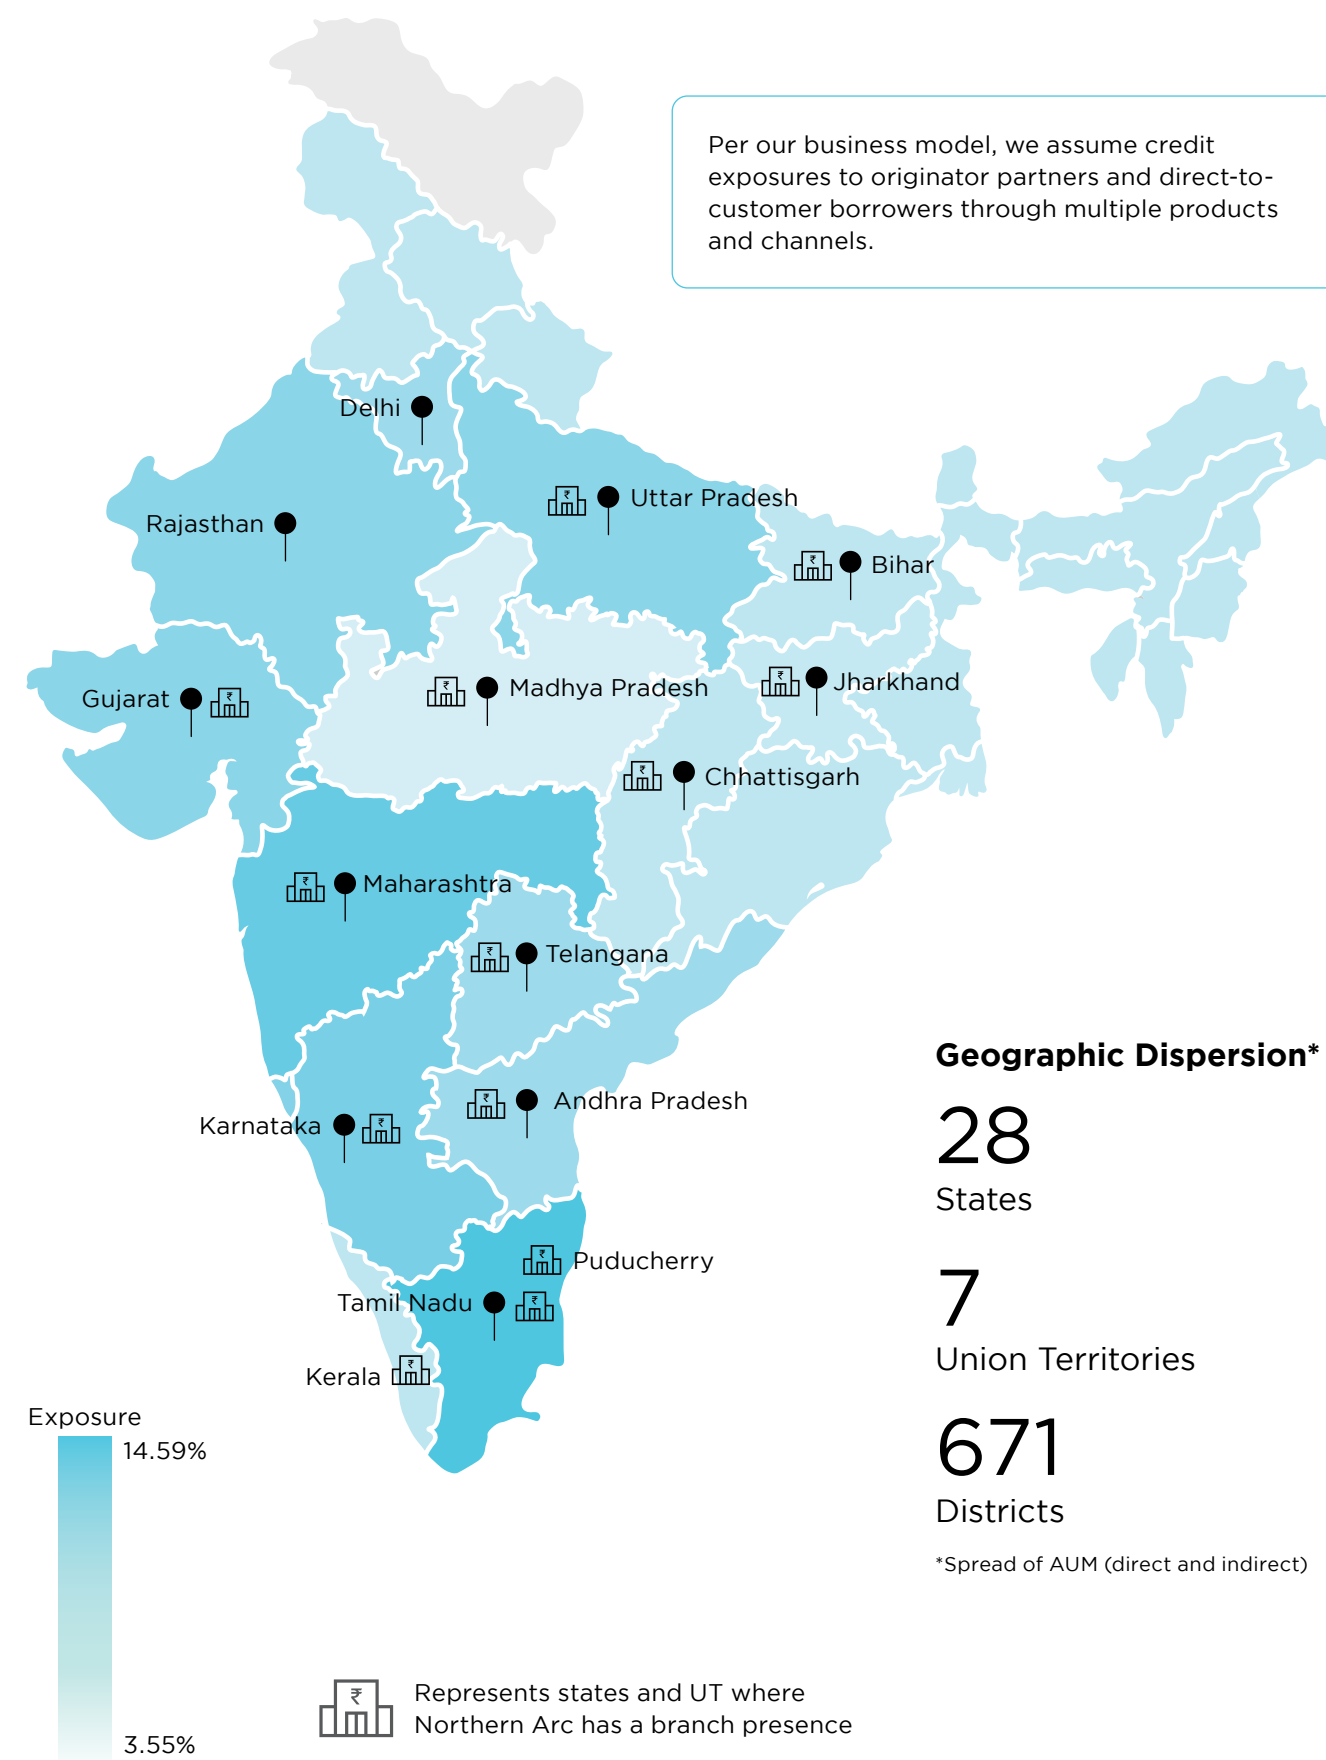 Per our business model, we assume credit
exposures to originator partners and direct-to-
customer borrowers through multiple products
and channels.
Delhi
Uttar Pradesh
Rajasthan
Bihar
Jharkhand
Madhya Pradesh
Gujarat
Chhattisgarh
Maharashtra
Telangana
Andhra Pradesh
Karnataka
Puducherry
Tamil Nadu
Kerala
Geographic Dispersion*
28
States
7
Union Territories
671
Districts
*Spread of AUM (direct and indirect)
Exposure
14.59%
3.55%
₹
Represents states and UT where
Northern Arc has a branch presence